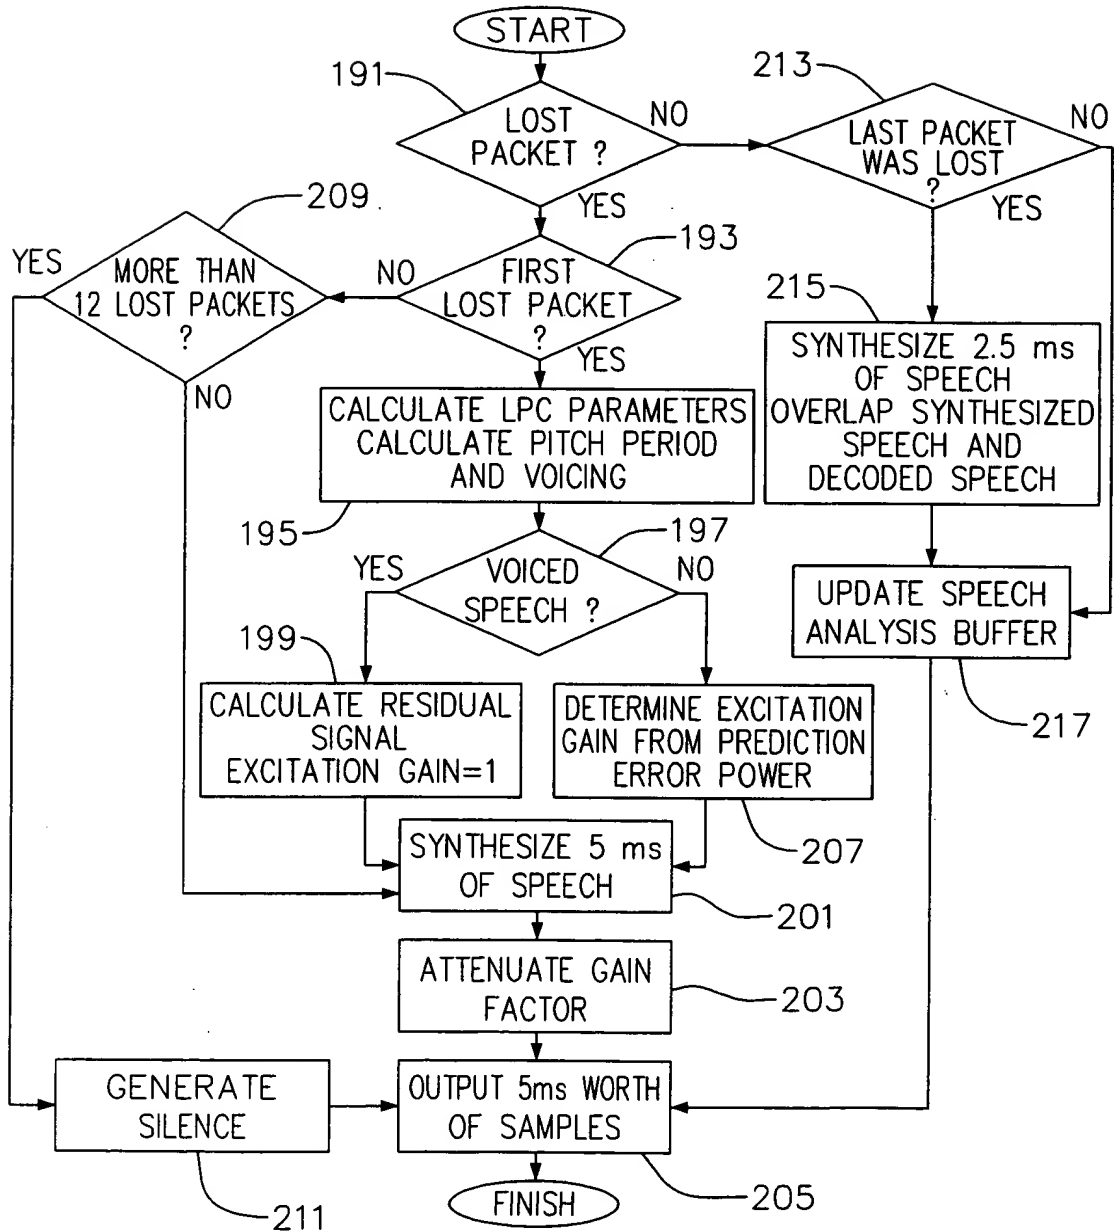 START
191
LOST
PACKET ?
NO
YES
213
LAST PACKET
WAS LOST
?
NO
YES
209
MORE THAN
12 LOST PACKETS
?
YES
NO
193
FIRST
LOST PACKET
?
NO
YES
215
SYNTHESIZE 2.5 ms
OF SPEECH
OVERLAP SYNTHESIZED
SPEECH AND
DECODED SPEECH
CALCULATE LPC PARAMETERS
CALCULATE PITCH PERIOD
AND VOICING
195
197
VOICED
SPEECH ?
YES
NO
UPDATE SPEECH
ANALYSIS BUFFER
217
199
CALCULATE RESIDUAL
SIGNAL
EXCITATION GAIN=1
DETERMINE EXCITATION
GAIN FROM PREDICTION
ERROR POWER
207
SYNTHESIZE 5 ms
OF SPEECH
201
ATTENUATE GAIN
FACTOR
203
GENERATE
SILENCE
211
OUTPUT 5ms WORTH
OF SAMPLES
205
FINISH